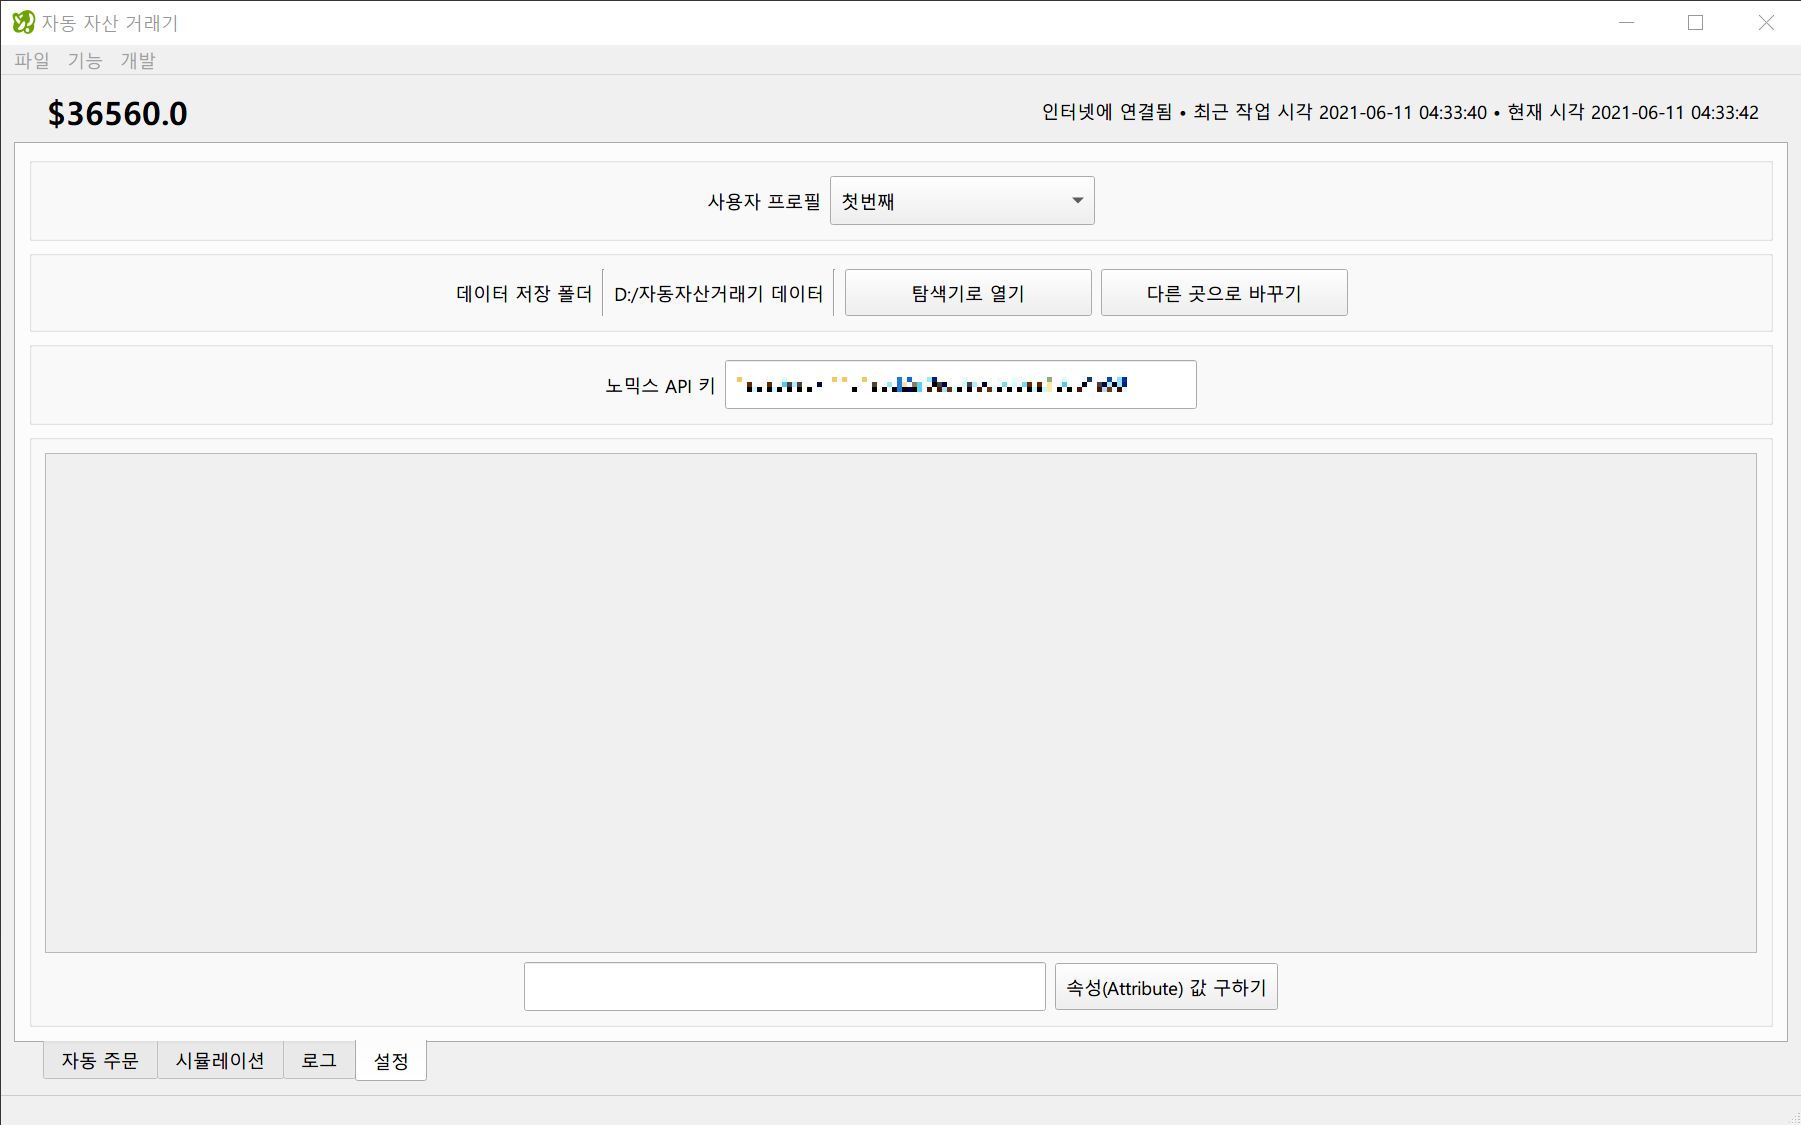 자동 자산 거래기
파일 기능 개발
$36560.0
인터넷에 연결됨 • 최근 작업 시각 2021-06-11 04:33:40 • 현재 시각 2021-06-11 04:33:42
사용자 프로필 첫번째
데이터 저장 폴더 D:/자동자산거래기 데이터 탐색기로 열기 다른 곳으로 바꾸기
노믹스 API 키
속성(Attribute) 값 구하기
자동 주문 시뮬레이션 로그 설정